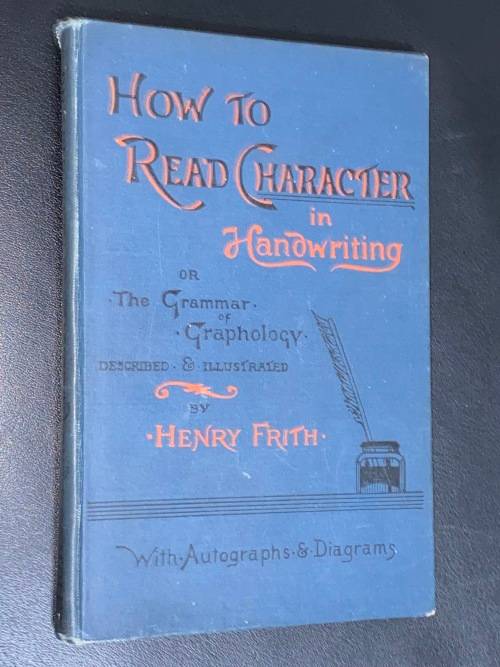 HOW TO
READ CHARACTER
in
Handwriting
OR
·The Grammar·
of
·Graphology·
DESCRIBED·&·ILLUSTRATED
BY
·HENRY FRITH·
With·Autographs·&·Diagrams